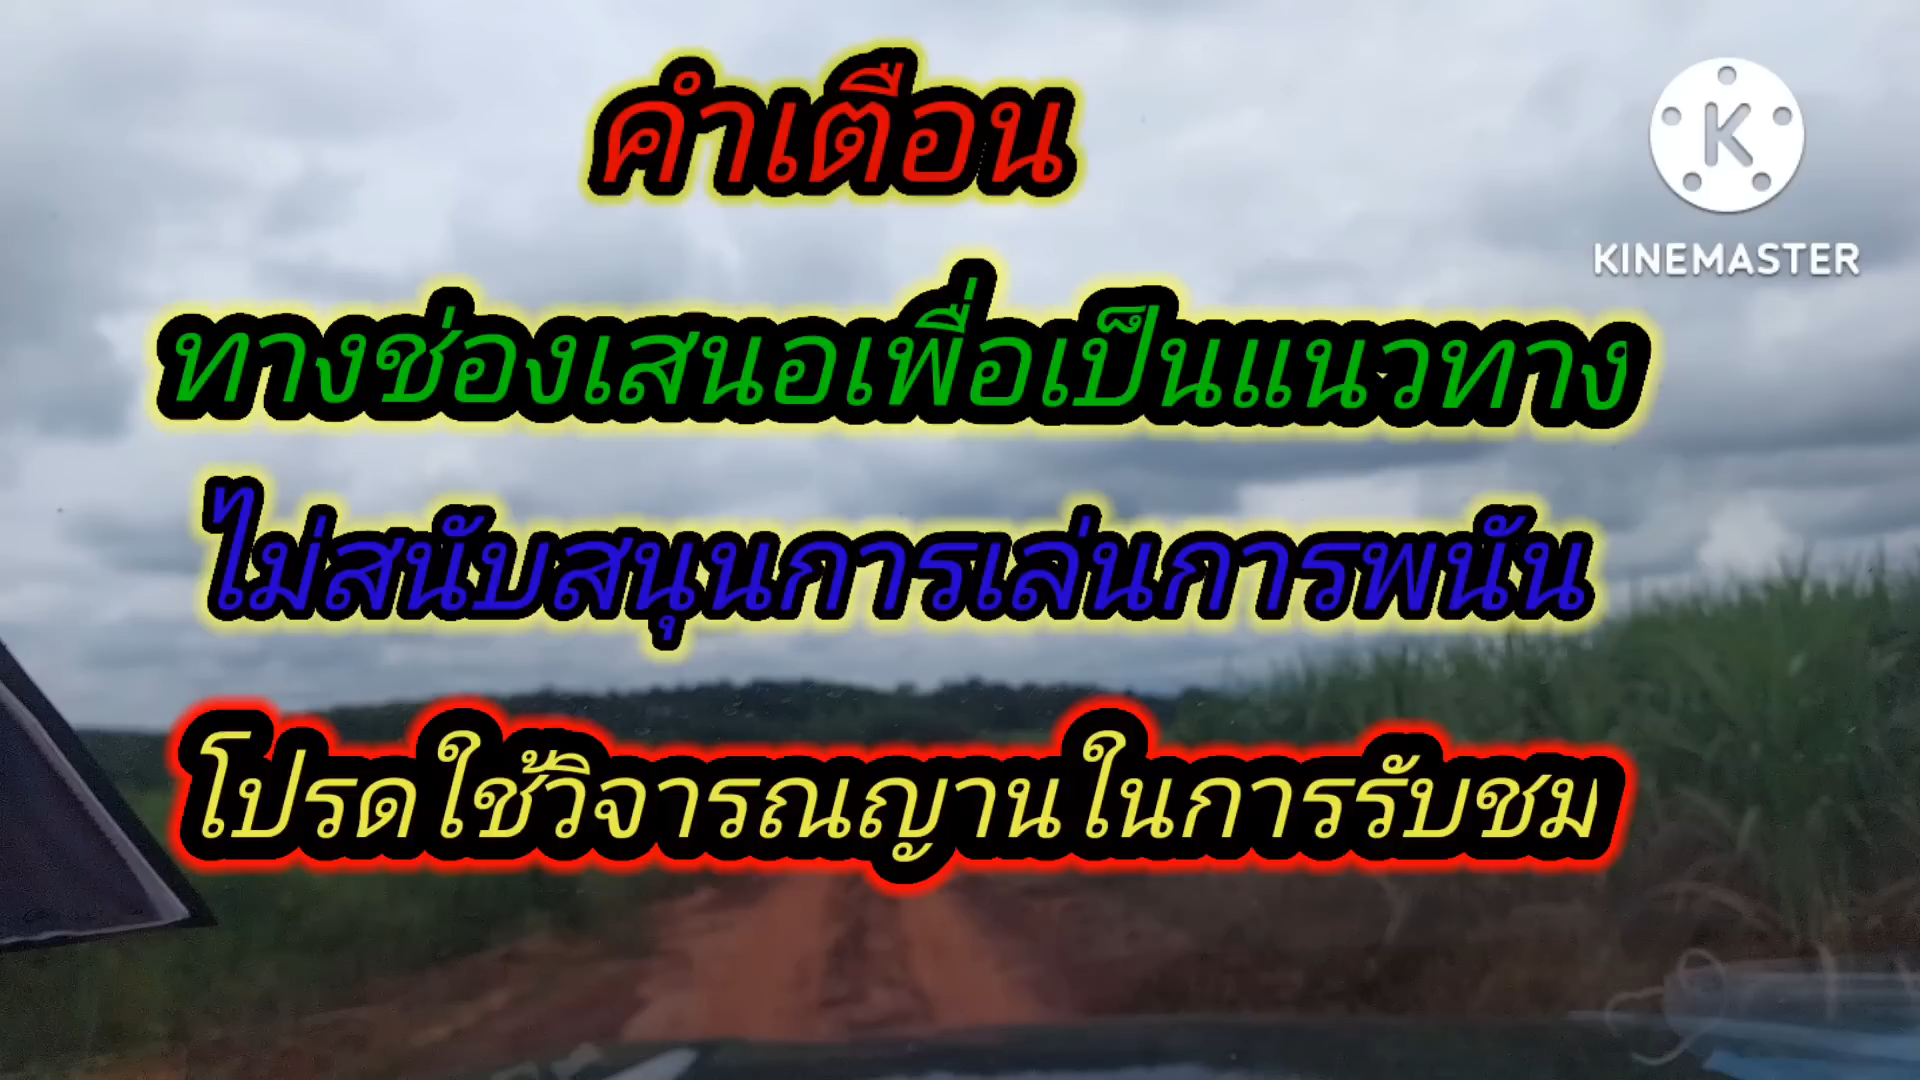 คำเตือน
ทางช่องเสนอเพื่อเป็นแนวทาง
ไม่สนับสนุนการเล่นการพนัน
โปรดใช้วิจารณญานในการรับชม
K
KINEMASTER